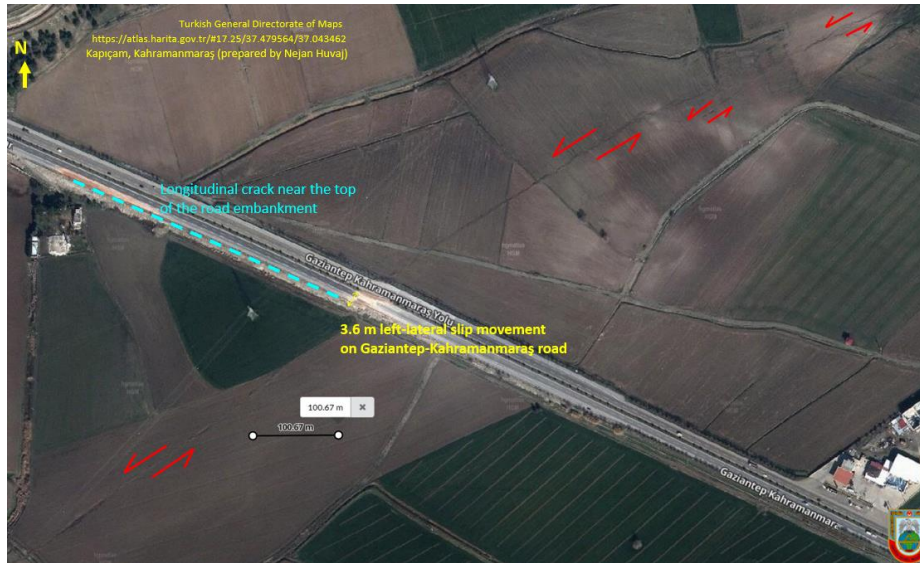 Turkish General Directorate of Maps
https://atlas.harita.gov.tr/#17.25/37.479564/37.043462
Kapıçam, Kahramanmaraş (prepared by Nejan Huvaj)
N
Longitudinal crack near the top
of the road embankment
Gaziantep Kahramanmaraş Yolu
3.6 m left-lateral slip movement
on Gaziantep-Kahramanmaraş road
100.67 m
100.67 m
Gaziantep Kahramanmara